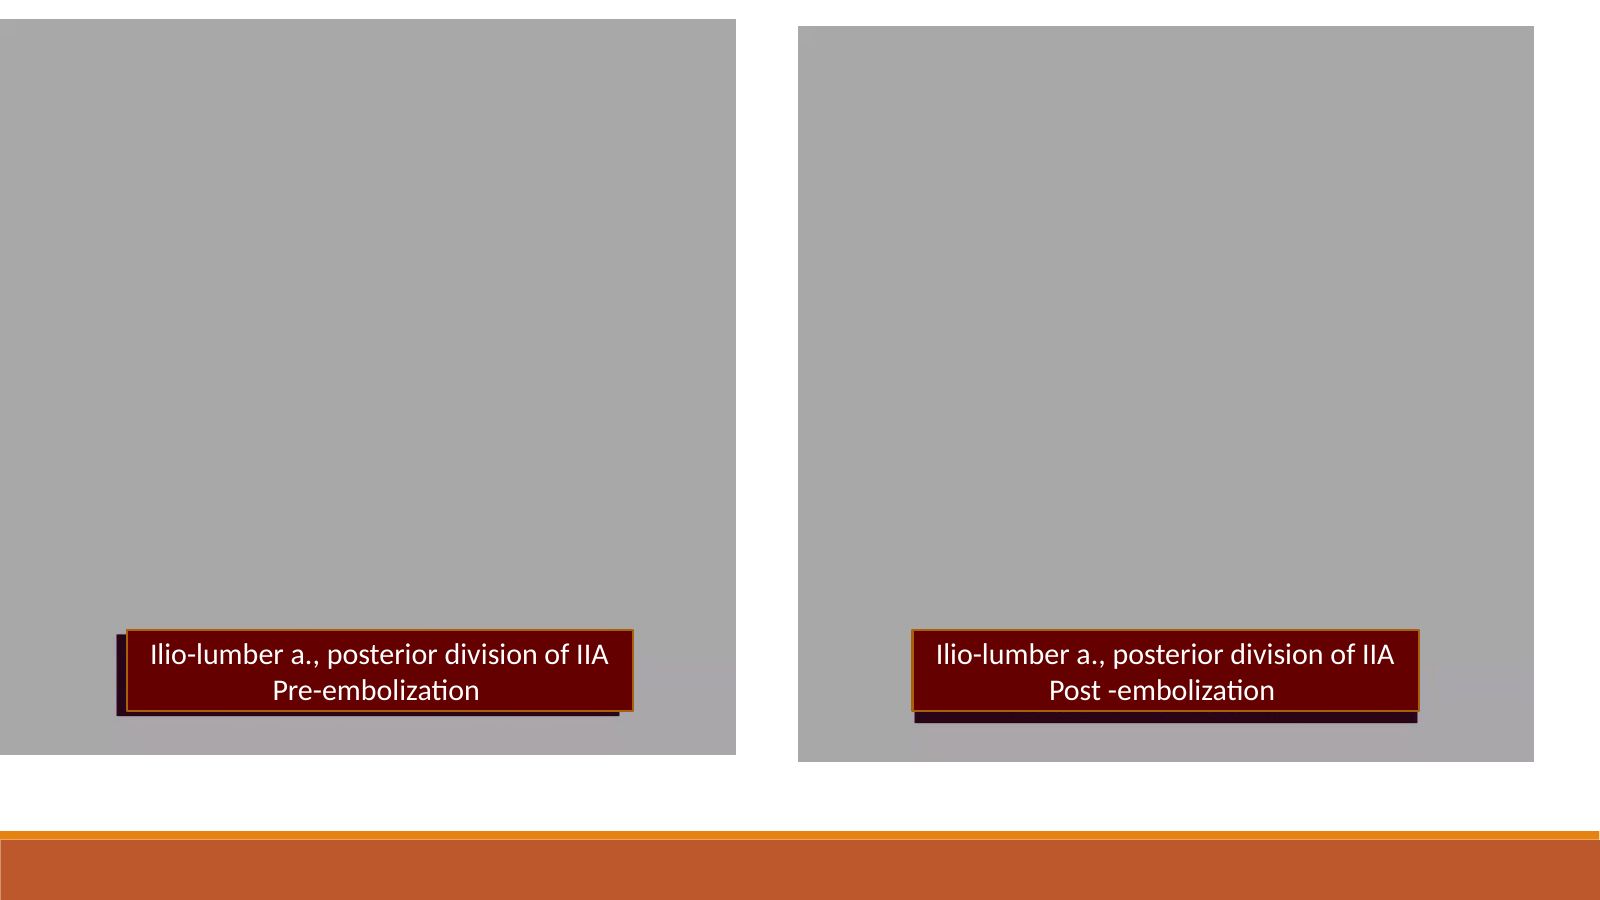 Ilio-lumber a., posterior division of IIA
Pre-embolization
Ilio-lumber a., posterior division of IIA
Post -embolization